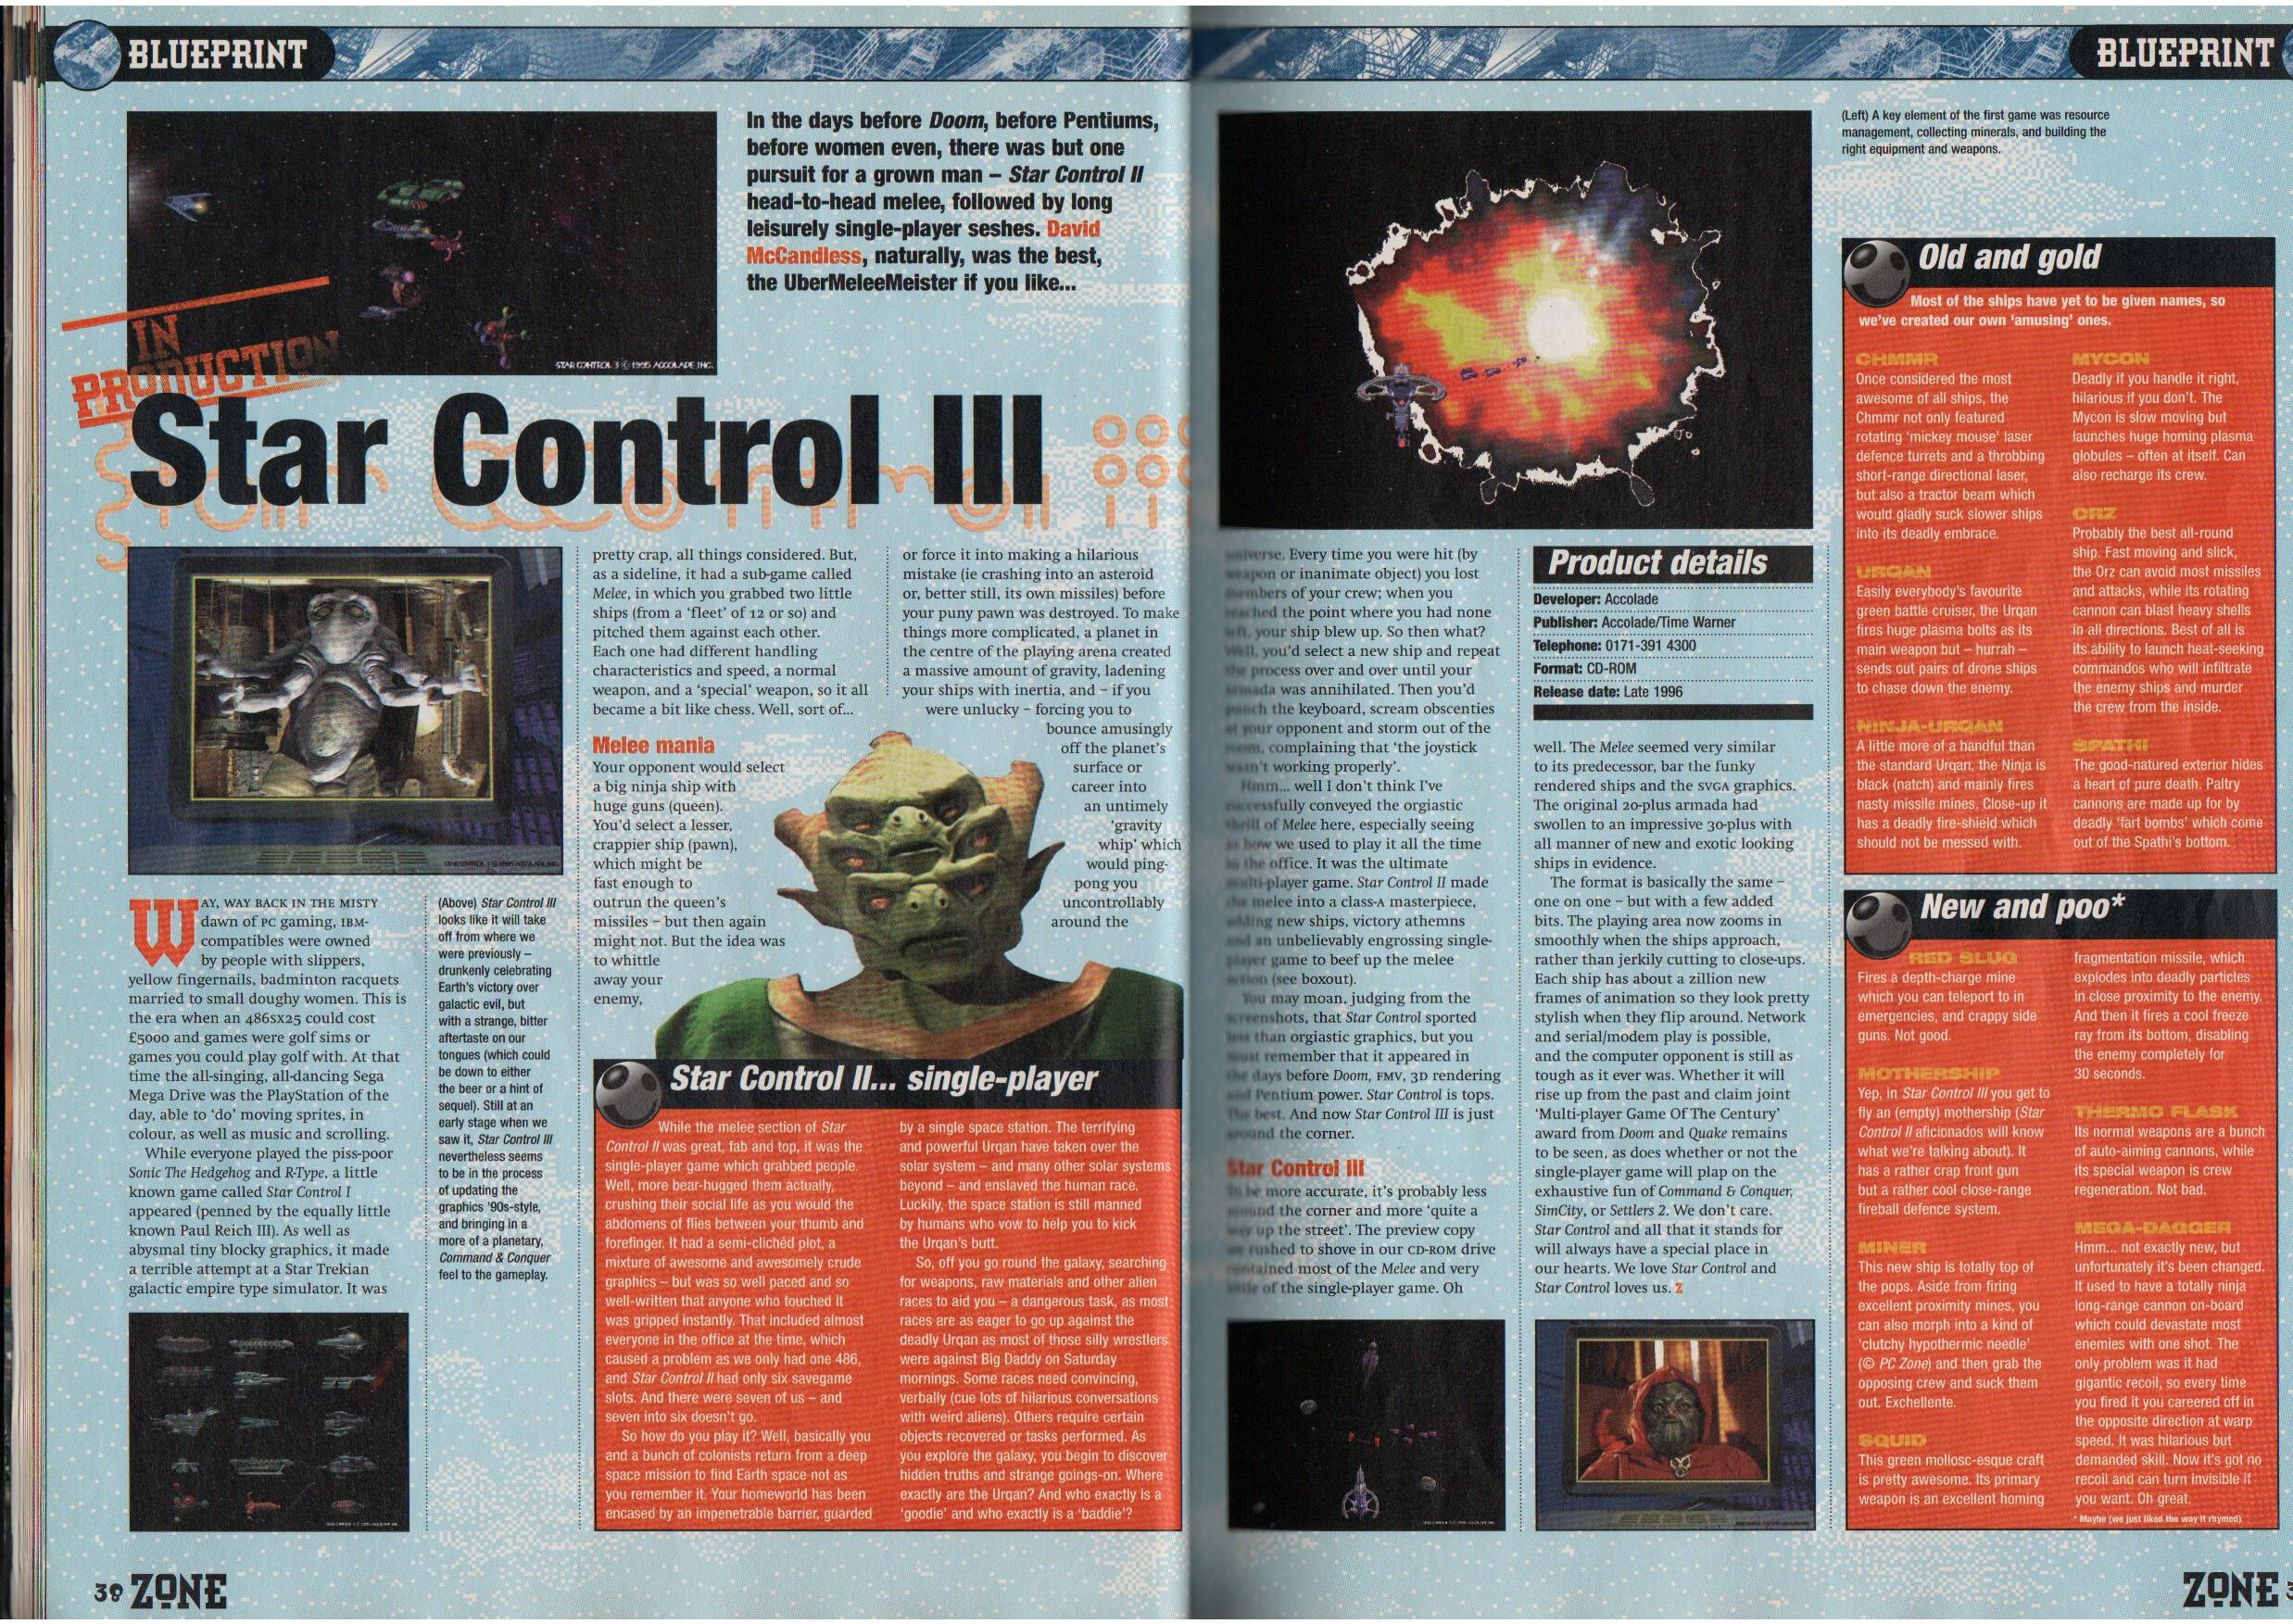 BLUEPRINT
STAR CONTROL 3 © 1995 ACCOLADE, INC.
IN
PRODUCTION
In the days before Doom, before Pentiums,
before women even, there was but one
pursuit for a grown man – Star Control II
head-to-head melee, followed by long
leisurely single-player seshes. David
McCandless, naturally, was the best,
the UberMeleeMeister if you like...
Star Control III
WAY, WAY BACK IN THE MISTY
dawn of PC gaming, IBM-
compatibles were owned
by people with slippers,
yellow fingernails, badminton racquets
married to small doughy women. This is
the era when an 486SX25 could cost
£5000 and games were golf sims or
games you could play golf with. At that
time the all-singing, all-dancing Sega
Mega Drive was the PlayStation of the
day, able to 'do' moving sprites, in
colour, as well as music and scrolling.
While everyone played the piss-poor
Sonic The Hedgehog and R-Type, a little
known game called Star Control I
appeared (penned by the equally little
known Paul Reich III). As well as
abysmal tiny blocky graphics, it made
a terrible attempt at a Star Trekian
galactic empire type simulator. It was
(Above) Star Control III
looks like it will take
off from where we
were previously –
drunkenly celebrating
Earth's victory over
galactic evil, but
with a strange, bitter
aftertaste on our
tongues (which could
be down to either
the beer or a hint of
sequel). Still at an
early stage when we
saw it, Star Control III
nevertheless seems
to be in the process
of updating the
graphics '90s-style,
and bringing in a
more of a planetary,
Command & Conquer
feel to the gameplay.
pretty crap, all things considered. But,
as a sideline, it had a sub-game called
Melee, in which you grabbed two little
ships (from a 'fleet' of 12 or so) and
pitched them against each other.
Each one had different handling
characteristics and speed, a normal
weapon, and a 'special' weapon, so it all
became a bit like chess. Well, sort of...
Melee mania
Your opponent would select
a big ninja ship with
huge guns (queen).
You'd select a lesser,
crappier ship (pawn),
which might be
fast enough to
outrun the queen's
missiles – but then again
might not. But the idea was
to whittle
away your
enemy,
or force it into making a hilarious
mistake (ie crashing into an asteroid
or, better still, its own missiles) before
your puny pawn was destroyed. To make
things more complicated, a planet in
the centre of the playing arena created
a massive amount of gravity, ladening
your ships with inertia, and – if you
were unlucky – forcing you to
bounce amusingly
off the planet's
surface or
career into
an untimely
'gravity
whip' which
would ping-
pong you
uncontrollably
around the
Star Control II... single-player
While the melee section of Star
Control II was great, fab and top, it was the
single-player game which grabbed people.
Well, more bear-hugged them actually,
crushing their social life as you would the
abdomens of flies between your thumb and
forefinger. It had a semi-clichéd plot, a
mixture of awesome and awesomely crude
graphics – but was so well paced and so
well-written that anyone who touched it
was gripped instantly. That included almost
everyone in the office at the time, which
caused a problem as we only had one 486,
and Star Control II had only six savegame
slots. And there were seven of us – and
seven into six doesn't go.
So how do you play it? Well, basically you
and a bunch of colonists return from a deep
space mission to find Earth space not as
you remember it. Your homeworld has been
encased by an impenetrable barrier, guarded
by a single space station. The terrifying
and powerful Urqan have taken over the
solar system – and many other solar systems
beyond – and enslaved the human race.
Luckily, the space station is still manned
by humans who vow to help you to kick
the Urqan's butt.
So, off you go round the galaxy, searching
for weapons, raw materials and other alien
races to aid you – a dangerous task, as most
races are as eager to go up against the
deadly Urqan as most of those silly wrestlers
were against Big Daddy on Saturday
mornings. Some races need convincing,
verbally (cue lots of hilarious conversations
with weird aliens). Others require certain
objects recovered or tasks performed. As
you explore the galaxy, you begin to discover
hidden truths and strange goings-on. Where
exactly are the Urqan? And who exactly is a
'goodie' and who exactly is a 'baddie'?
38 ZONE
BLUEPRINT
(Left) A key element of the first game was resource
management, collecting minerals, and building the
right equipment and weapons.
universe. Every time you were hit (by
weapon or inanimate object) you lost
members of your crew; when you
reached the point where you had none
left, your ship blew up. So then what?
Well, you'd select a new ship and repeat
the process over and over until your
armada was annihilated. Then you'd
punch the keyboard, scream obscenties
at your opponent and storm out of the
room, complaining that 'the joystick
wasn't working properly'.
Hmm... well I don't think I've
successfully conveyed the orgiastic
thrill of Melee here, especially seeing
as how we used to play it all the time
in the office. It was the ultimate
multi-player game. Star Control II made
the melee into a class-A masterpiece,
adding new ships, victory athemns
and an unbelievably engrossing single-
player game to beef up the melee
action (see boxout).
You may moan, judging from the
screenshots, that Star Control sported
less than orgiastic graphics, but you
must remember that it appeared in
the days before Doom, FMV, 3D rendering
and Pentium power. Star Control is tops.
The best. And now Star Control III is just
around the corner.
Star Control III
To be more accurate, it's probably less
around the corner and more 'quite a
way up the street'. The preview copy
we rushed to shove in our CD-ROM drive
contained most of the Melee and very
little of the single-player game. Oh
Product details
Developer: Accolade
Publisher: Accolade/Time Warner
Telephone: 0171-391 4300
Format: CD-ROM
Release date: Late 1996
well. The Melee seemed very similar
to its predecessor, bar the funky
rendered ships and the SVGA graphics.
The original 20-plus armada had
swollen to an impressive 30-plus with
all manner of new and exotic looking
ships in evidence.
The format is basically the same –
one on one – but with a few added
bits. The playing area now zooms in
smoothly when the ships approach,
rather than jerkily cutting to close-ups.
Each ship has about a zillion new
frames of animation so they look pretty
stylish when they flip around. Network
and serial/modem play is possible,
and the computer opponent is still as
tough as it ever was. Whether it will
rise up from the past and claim joint
'Multi-player Game Of The Century'
award from Doom and Quake remains
to be seen, as does whether or not the
single-player game will plap on the
exhaustive fun of Command & Conquer,
SimCity, or Settlers 2. We don't care.
Star Control and all that it stands for
will always have a special place in
our hearts. We love Star Control and
Star Control loves us. Z
Old and gold
Most of the ships have yet to be given names, so
we've created our own 'amusing' ones.
CHMMR
Once considered the most
awesome of all ships, the
Chmmr not only featured
rotating 'mickey mouse' laser
defence turrets and a throbbing
short-range directional laser,
but also a tractor beam which
would gladly suck slower ships
into its deadly embrace.
URQAN
Easily everybody's favourite
green battle cruiser, the Urqan
fires huge plasma bolts as its
main weapon but – hurrah –
sends out pairs of drone ships
to chase down the enemy.
NINJA-URQAN
A little more of a handful than
the standard Urqan, the Ninja is
black (natch) and mainly fires
nasty missile mines. Close-up it
has a deadly fire-shield which
should not be messed with.
MYCON
Deadly if you handle it right,
hilarious if you don't. The
Mycon is slow moving but
launches huge homing plasma
globules – often at itself. Can
also recharge its crew.
ORZ
Probably the best all-round
ship. Fast moving and slick,
the Orz can avoid most missiles
and attacks, while its rotating
cannon can blast heavy shells
in all directions. Best of all is
its ability to launch heat-seeking
commandos who will infiltrate
the enemy ships and murder
the crew from the inside.
SPATHI
The good-natured exterior hides
a heart of pure death. Paltry
cannons are made up for by
deadly 'fart bombs' which come
out of the Spathi's bottom.
New and poo*
RED SLUG
Fires a depth-charge mine
which you can teleport to in
emergencies, and crappy side
guns. Not good.
MOTHERSHIP
Yep, in Star Control III you get to
fly an (empty) mothership (Star
Control II aficionados will know
what we're talking about). It
has a rather crap front gun
but a rather cool close-range
fireball defence system.
MINER
This new ship is totally top of
the pops. Aside from firing
excellent proximity mines, you
can also morph into a kind of
'clutchy hypothermic needle'
(© PC Zone) and then grab the
opposing crew and suck them
out. Exchellente.
SQUID
This green mollosc-esque craft
is pretty awesome. Its primary
weapon is an excellent homing
fragmentation missile, which
explodes into deadly particles
in close proximity to the enemy.
And then it fires a cool freeze
ray from its bottom, disabling
the enemy completely for
30 seconds.
THERMO FLASK
Its normal weapons are a bunch
of auto-aiming cannons, while
its special weapon is crew
regeneration. Not bad.
MEGA-DAGGER
Hmm... not exactly new, but
unfortunately it's been changed.
It used to have a totally ninja
long-range cannon on-board
which could devastate most
enemies with one shot. The
only problem was it had
gigantic recoil, so every time
you fired it you careered off in
the opposite direction at warp
speed. It was hilarious but
demanded skill. Now it's got no
recoil and can turn invisible if
you want. Oh great.
* Maybe (we just liked the way it rhymed)
ZONE